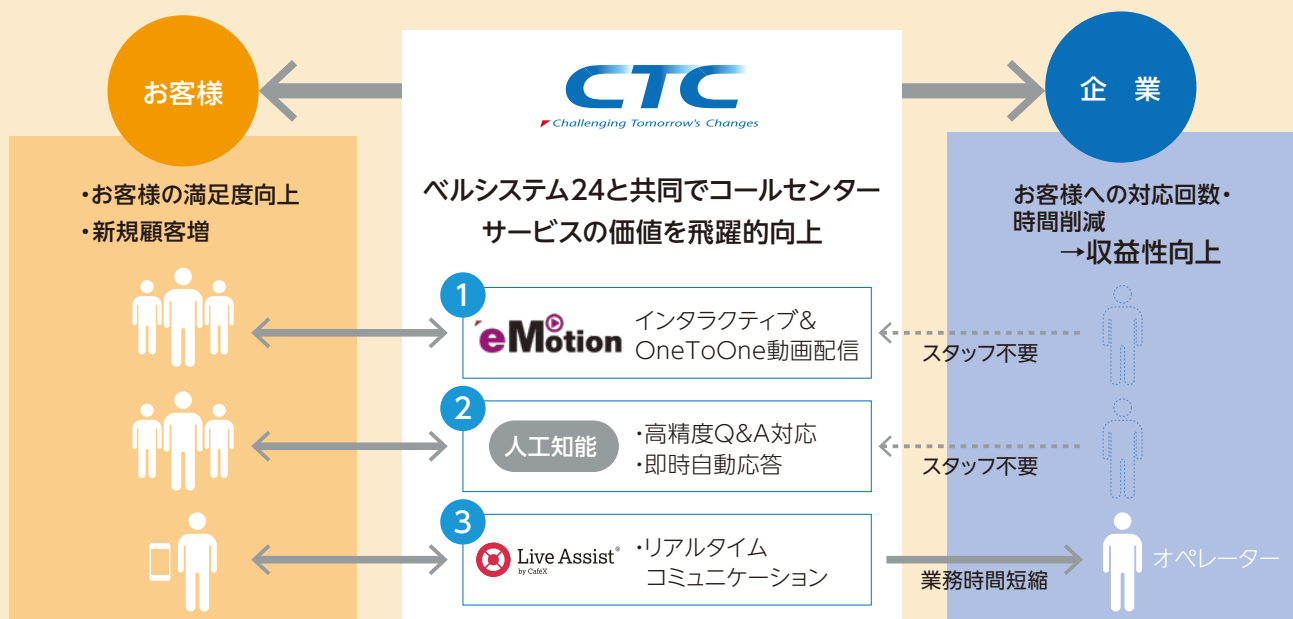 お客様
CTC
Challenging Tomorrow's Changes
企 業
・お客様の満足度向上
・新規顧客増
ベルシステム24と共同でコールセンター
サービスの価値を飛躍的向上
お客様への対応回数・
時間削減
→収益性向上
1
eMotion
インタラクティブ&
OneToOne動画配信
スタッフ不要
2
人工知能
・高精度Q&A対応
・即時自動応答
スタッフ不要
3
Live Assist®
by CaféX
・リアルタイム
コミュニケーション
業務時間短縮
オペレーター